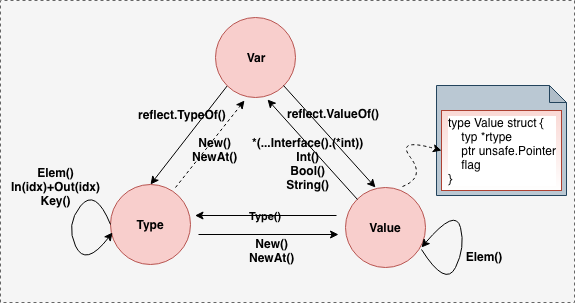 Var
reflect.TypeOf()
reflect.ValueOf()
New()
NewAt()
*(...Interface().(*int))
Int()
Bool()
String()
type Value struct {
typ *rtype
ptr unsafe.Pointer
flag
}
Elem()
In(idx)+Out(idx)
Key()
Type
Type()
New()
NewAt()
Value
Elem()